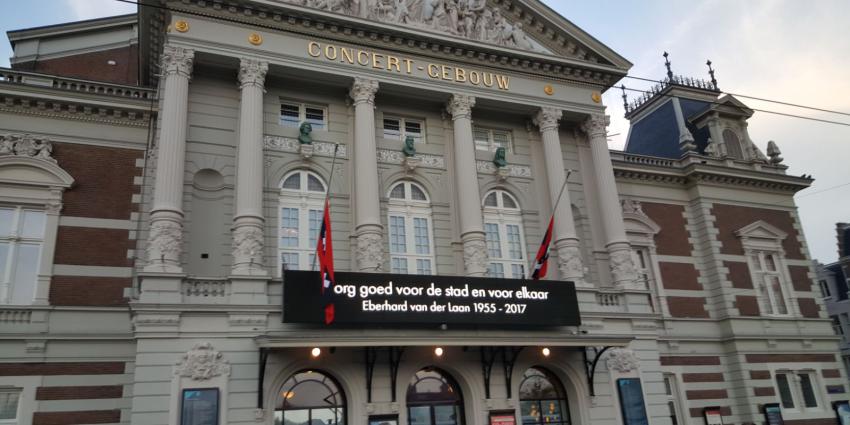 CONCERT-GEBOUW
org goed voor de stad en voor elkaar
Eberhard van der Laan 1955 - 2017